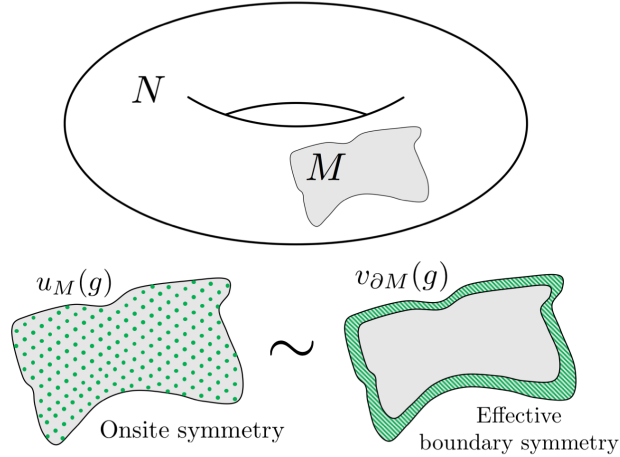 N
M
u_M(g)
v_{∂M}(g)
∼
Onsite symmetry
Effective
boundary symmetry